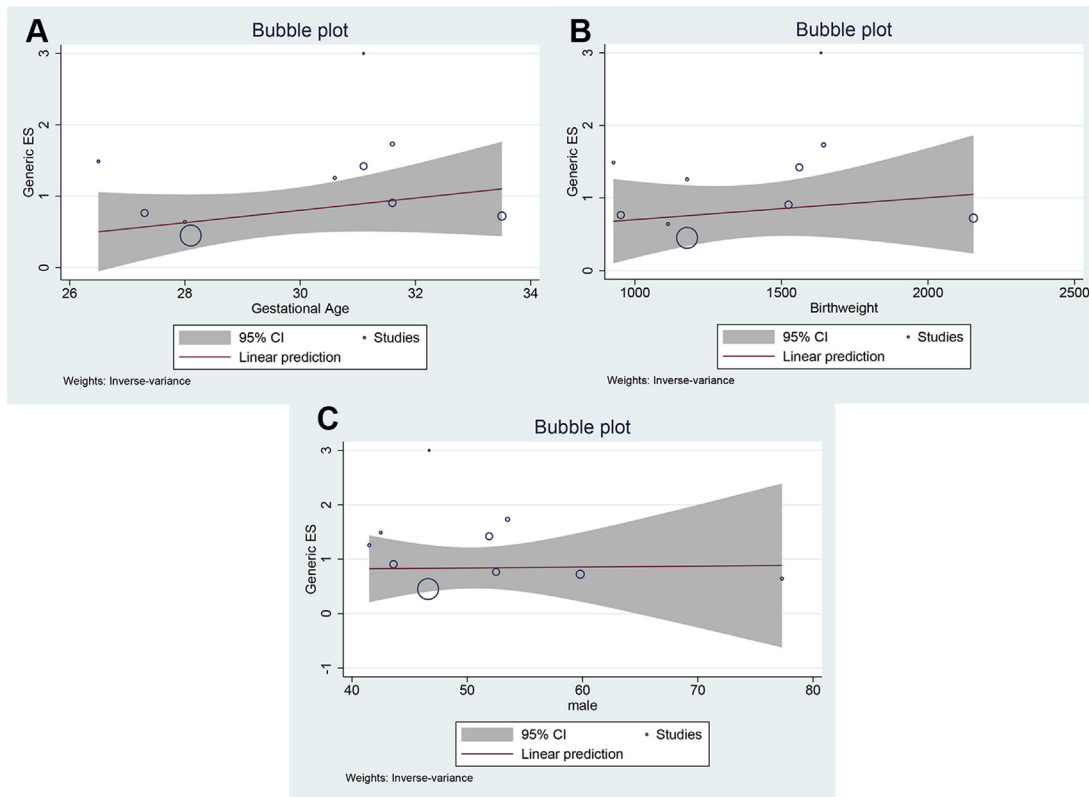 A
Bubble plot
Generic ES
3
2
1
0
26 28 30 32 34
Gestational Age
95% CI Studies
Linear prediction
Weights: Inverse-variance
B
Bubble plot
Generic ES
3
2
1
0
1000 1500 2000 2500
Birthweight
95% CI Studies
Linear prediction
Weights: Inverse-variance
C
Bubble plot
Generic ES
3
2
1
0
-1
40 50 60 70 80
male
95% CI Studies
Linear prediction
Weights: Inverse-variance